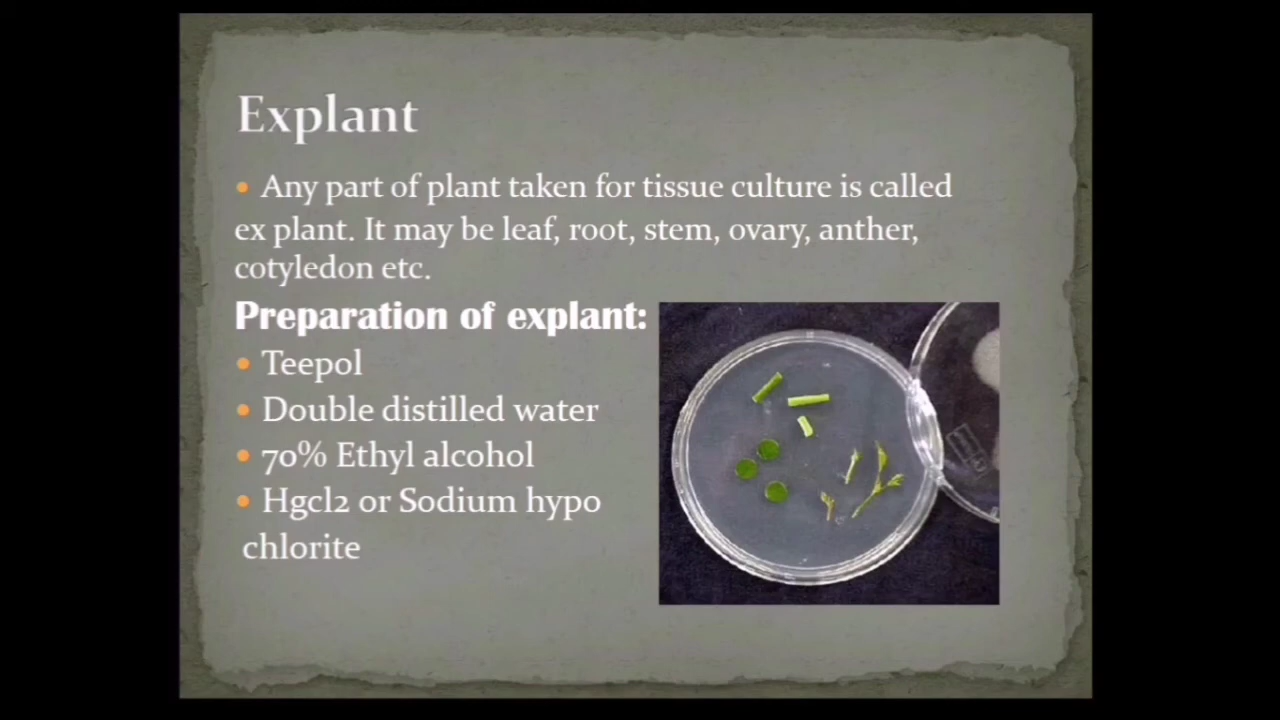 Explant
• Any part of plant taken for tissue culture is called
ex plant. It may be leaf, root, stem, ovary, anther,
cotyledon etc.
Preparation of explant:
• Teepol
• Double distilled water
• 70% Ethyl alcohol
• Hgcl2 or Sodium hypo
chlorite